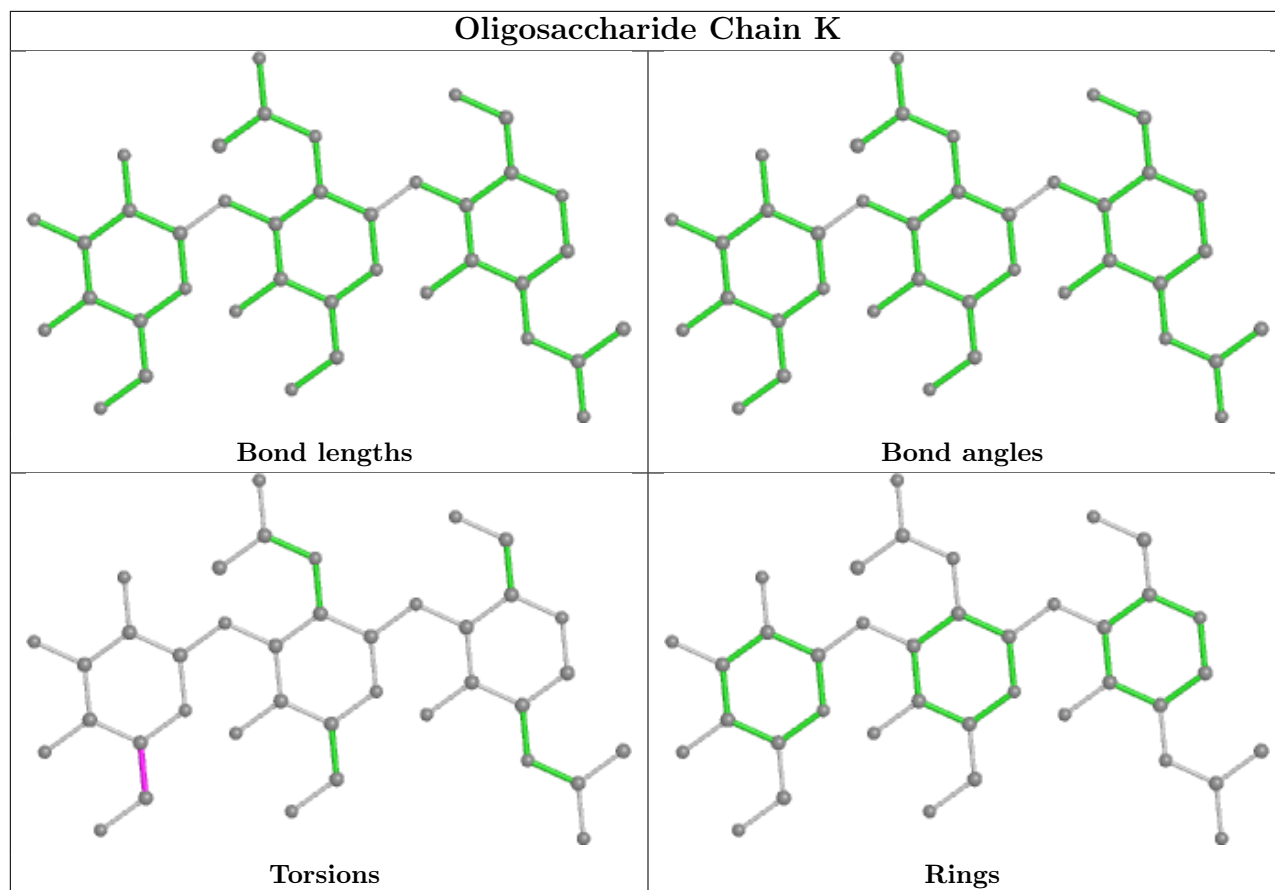 Oligosaccharide Chain K
Bond lengths
Bond angles
Torsions
Rings